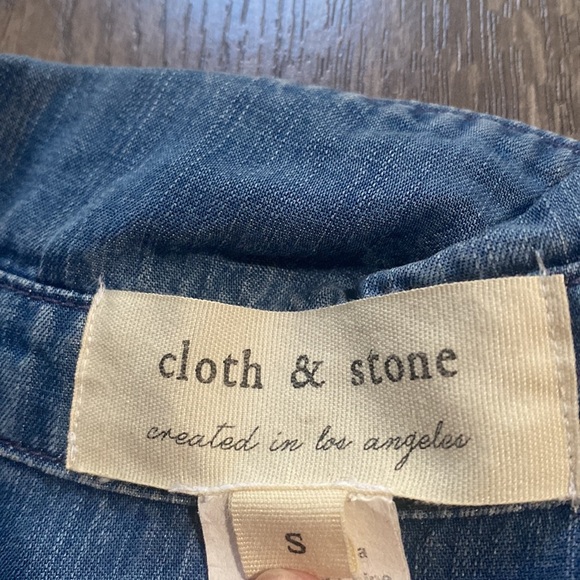 cloth & stone
created in los angeles
S
a